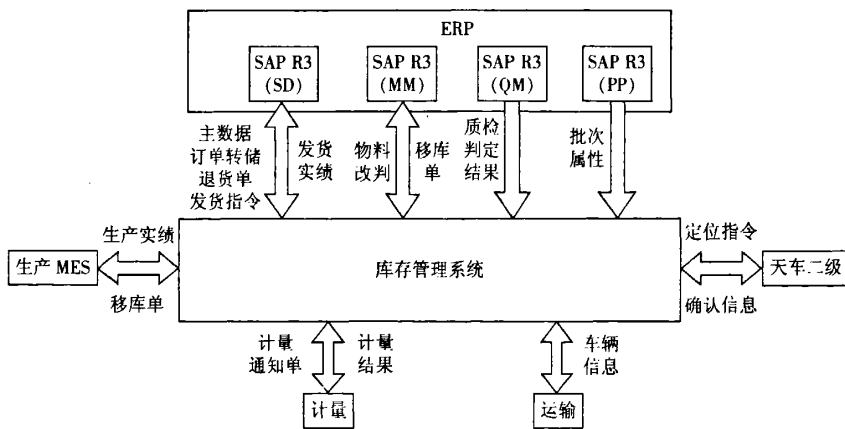 ERP
SAP R3
(SD)
SAP R3
(MM)
SAP R3
(QM)
SAP R3
(PP)
主数据
订单转储
退货单
发货指令
发货
实绩
物料
改判
移库
单
质检
判定
结果
批次
属性
生产 MES
生产实绩
移库单
库存管理系统
定位指令
确认信息
天车二级
计量
通知单
计量
结果
车辆
信息
计量
运输